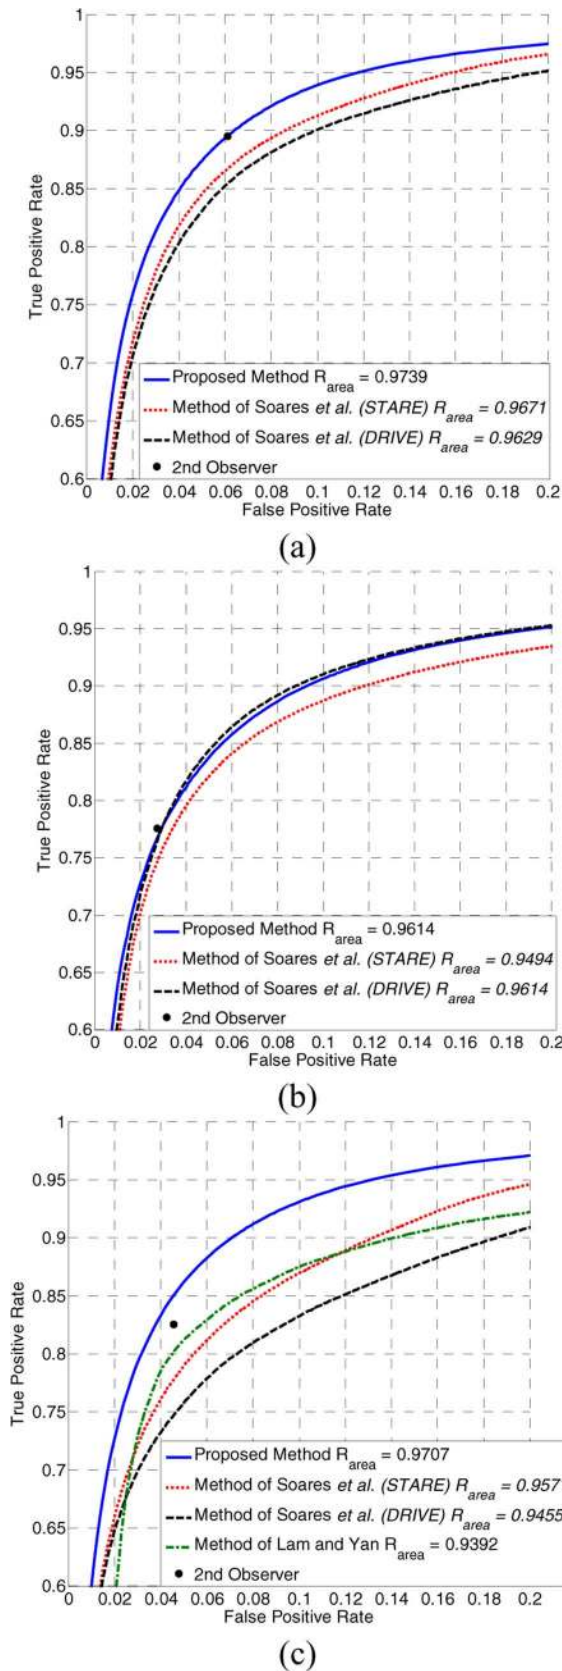 1
0.95
0.9
0.85
0.8
0.75
0.7
0.65
0.6
True Positive Rate
Proposed Method R_area = 0.9739
Method of Soares et al. (STARE) R_area = 0.9671
Method of Soares et al. (DRIVE) R_area = 0.9629
2nd Observer
0 0.02 0.04 0.06 0.08 0.1 0.12 0.14 0.16 0.18 0.2
False Positive Rate
(a)
1
0.95
0.9
0.85
0.8
0.75
0.7
0.65
0.6
True Positive Rate
Proposed Method R_area = 0.9614
Method of Soares et al. (STARE) R_area = 0.9494
Method of Soares et al. (DRIVE) R_area = 0.9614
2nd Observer
0 0.02 0.04 0.06 0.08 0.1 0.12 0.14 0.16 0.18 0.2
False Positive Rate
(b)
1
0.95
0.9
0.85
0.8
0.75
0.7
0.65
0.6
True Positive Rate
Proposed Method R_area = 0.9707
Method of Soares et al. (STARE) R_area = 0.957
Method of Soares et al. (DRIVE) R_area = 0.9455
Method of Lam and Yan R_area = 0.9392
2nd Observer
0 0.02 0.04 0.06 0.08 0.1 0.12 0.14 0.16 0.18 0.2
False Positive Rate
(c)